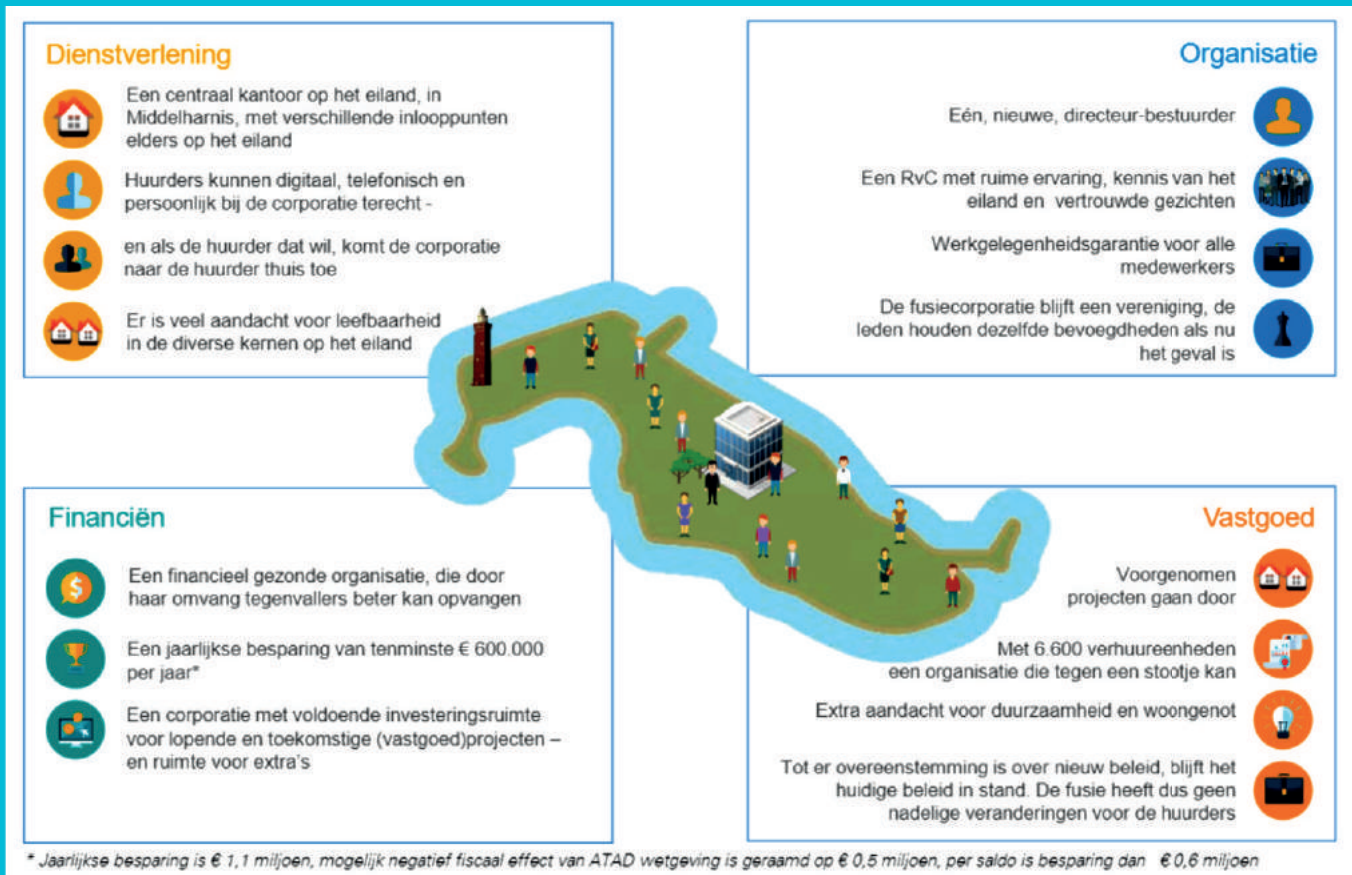 Dienstverlening
Een centraal kantoor op het eiland, in
Middelharnis, met verschillende inlooppunten
elders op het eiland
Huurders kunnen digitaal, telefonisch en
persoonlijk bij de corporatie terecht -
en als de huurder dat wil, komt de corporatie
naar de huurder thuis toe
Er is veel aandacht voor leefbaarheid
in de diverse kernen op het eiland
Organisatie
Eén, nieuwe, directeur-bestuurder
Een RvC met ruime ervaring, kennis van het
eiland en vertrouwde gezichten
Werkgelegenheidsgarantie voor alle
medewerkers
De fusiecorporatie blijft een vereniging, de
leden houden dezelfde bevoegdheden als nu
het geval is
Financiën
Een financieel gezonde organisatie, die door
haar omvang tegenvallers beter kan opvangen
Een jaarlijkse besparing van tenminste € 600.000
per jaar*
Een corporatie met voldoende investeringsruimte
voor lopende en toekomstige (vastgoed)projecten –
en ruimte voor extra's
Vastgoed
Voorgenomen
projecten gaan door
Met 6.600 verhuureenheden
een organisatie die tegen een stootje kan
Extra aandacht voor duurzaamheid en woongenot
Tot er overeenstemming is over nieuw beleid, blijft het
huidige beleid in stand. De fusie heeft dus geen
nadelige veranderingen voor de huurders
* Jaarlijkse besparing is € 1,1 miljoen, mogelijk negatief fiscaal effect van ATAD wetgeving is geraamd op € 0,5 miljoen, per saldo is besparing dan € 0,6 miljoen